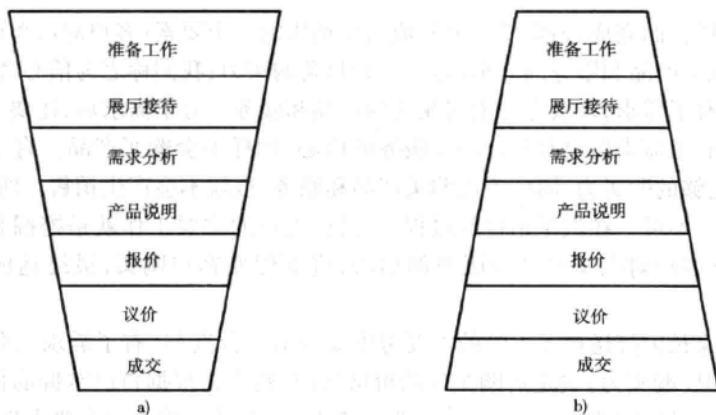 准备工作
展厅接待
需求分析
产品说明
报价
议价
成交
a)
准备工作
展厅接待
需求分析
产品说明
报价
议价
成交
b)